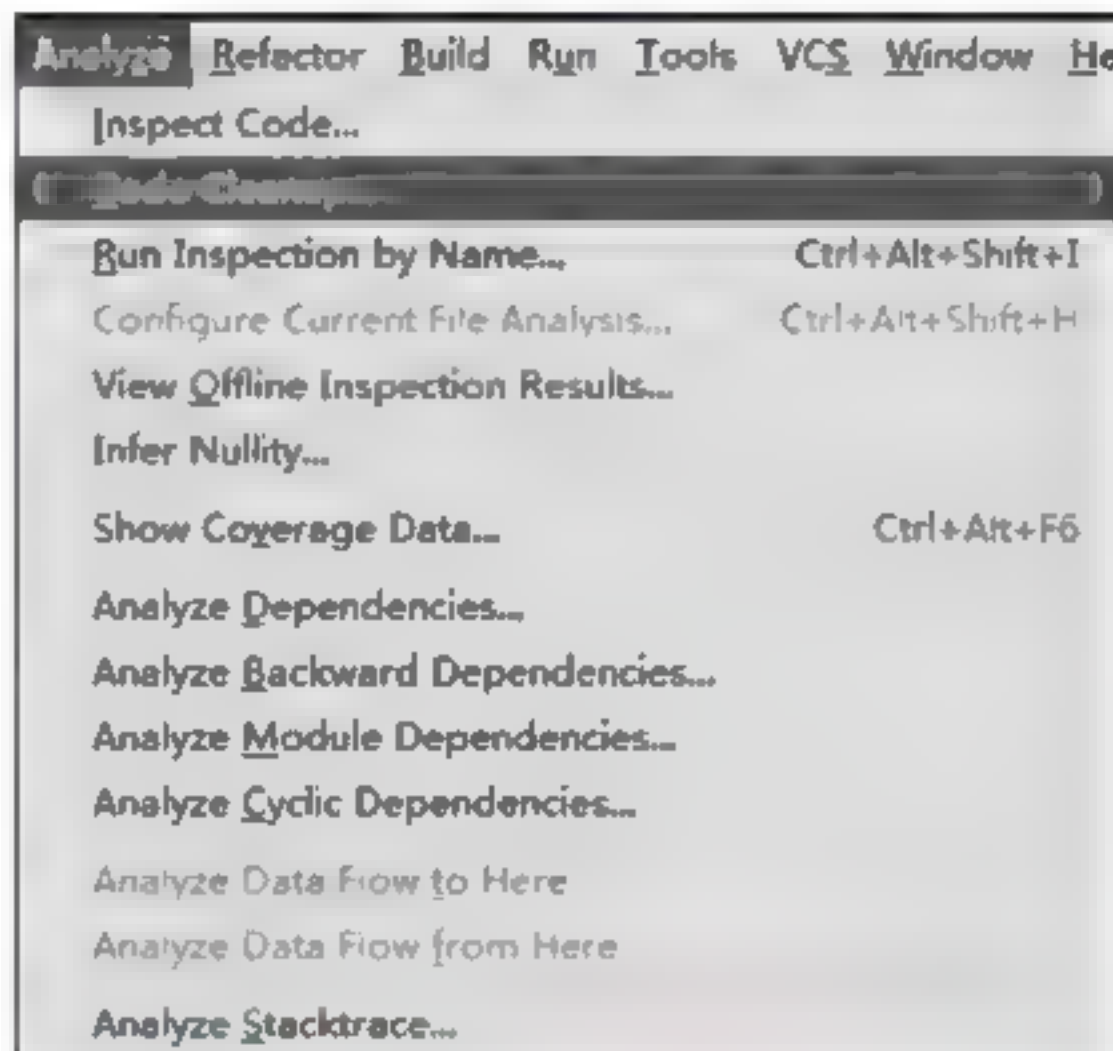 Analyze Refactor Build Run Tools VCS Window He
Inspect Code...
Run Inspection by Name... Ctrl+Alt+Shift+I
Configure Current File Analysis... Ctrl+Alt+Shift+H
View Offline Inspection Results...
Infer Nullity...
Show Coverage Data... Ctrl+Alt+F6
Analyze Dependencies...
Analyze Backward Dependencies...
Analyze Module Dependencies...
Analyze Cyclic Dependencies...
Analyze Data Flow to Here
Analyze Data Flow from Here
Analyze Stacktrace...